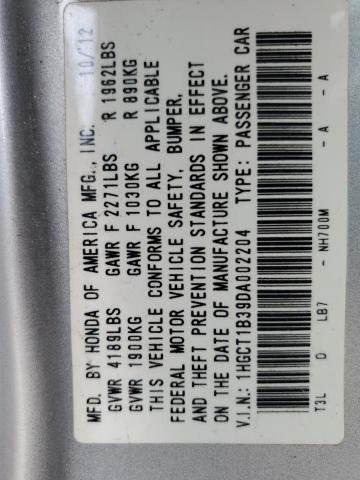 MFD. BY HONDA OF AMERICA MFG., INC. 10/12
GVWR 4189LBS GAWR F 2271LBS R 1962LBS
GVWR 1900KG GAWR F 1030KG R 890KG
THIS VEHICLE CONFORMS TO ALL APPLICABLE
FEDERAL MOTOR VEHICLE SAFETY, BUMPER,
AND THEFT PREVENTION STANDARDS IN EFFECT
ON THE DATE OF MANUFACTURE SHOWN ABOVE.
V.I.N.: 1HGCT1B39DA002204 TYPE: PASSENGER CAR
T3L D LB7 - NH700M - A - A